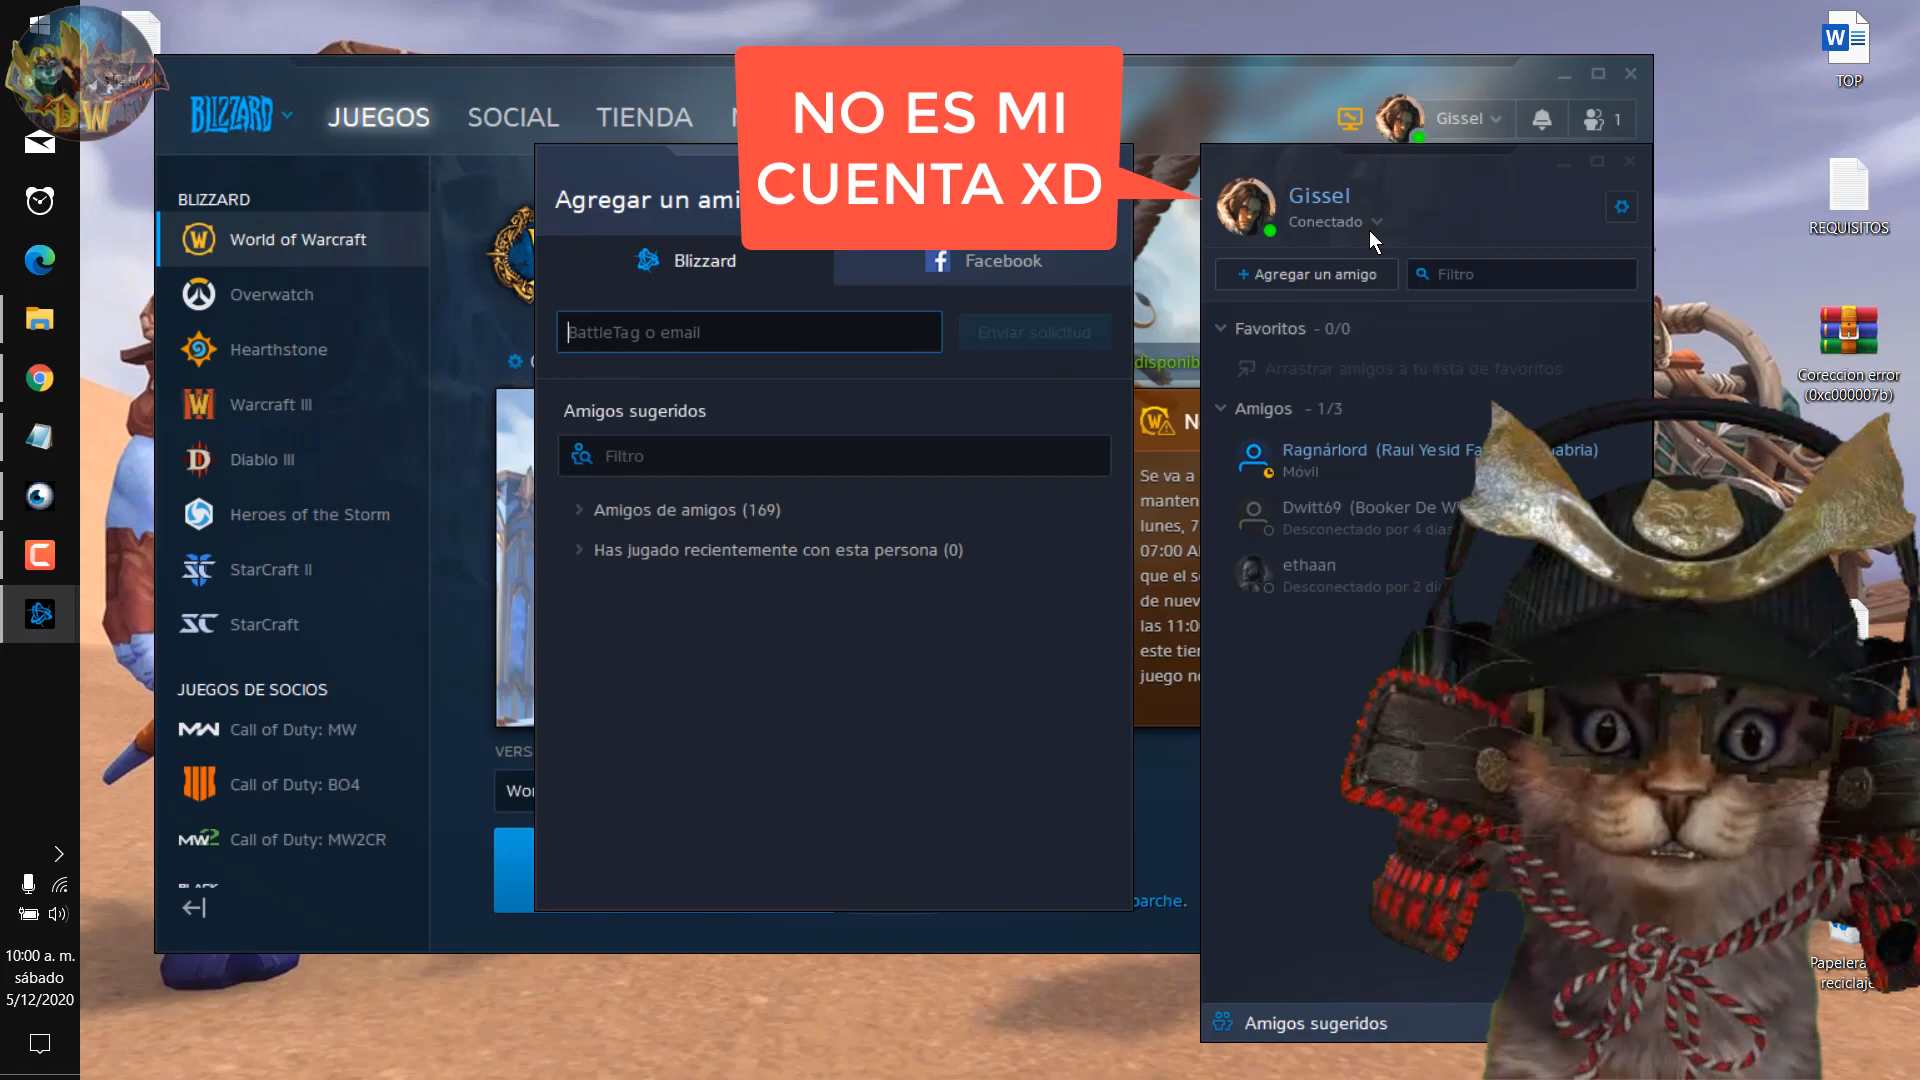 NO ES MI
CUENTA XD
BLIZZARD
JUEGOS
SOCIAL
TIENDA
Gissel
1
BLIZZARD
World of Warcraft
Overwatch
Hearthstone
Warcraft III
Diablo III
Heroes of the Storm
StarCraft II
StarCraft
JUEGOS DE SOCIOS
Call of Duty: MW
Call of Duty: BO4
Call of Duty: MW2CR
Agregar un ami
Blizzard
Facebook
BattleTag o email
Enviar solicitud
Amigos sugeridos
Filtro
Amigos de amigos (169)
Has jugado recientemente con esta persona (0)
VERS
Wor
disponib
N
Se va a
manten
lunes, 7
07:00 A
que el s
de nuev
las 11:0
este tier
juego n
parche.
Gissel
Conectado
+ Agregar un amigo
Filtro
Favoritos - 0/0
Arrastrar amigos a tu lista de favoritos
Amigos - 1/3
Ragnárlord (Raul Yesid Fa abria)
Móvil
Dwitt69 (Booker De W
Desconectado por 4 días
ethaan
Desconectado por 2 día
Amigos sugeridos
TOP
REQUISITOS
Coreccion error
(0xc000007b)
Papelera
reciclaje
10:00 a. m.
sábado
5/12/2020
DW